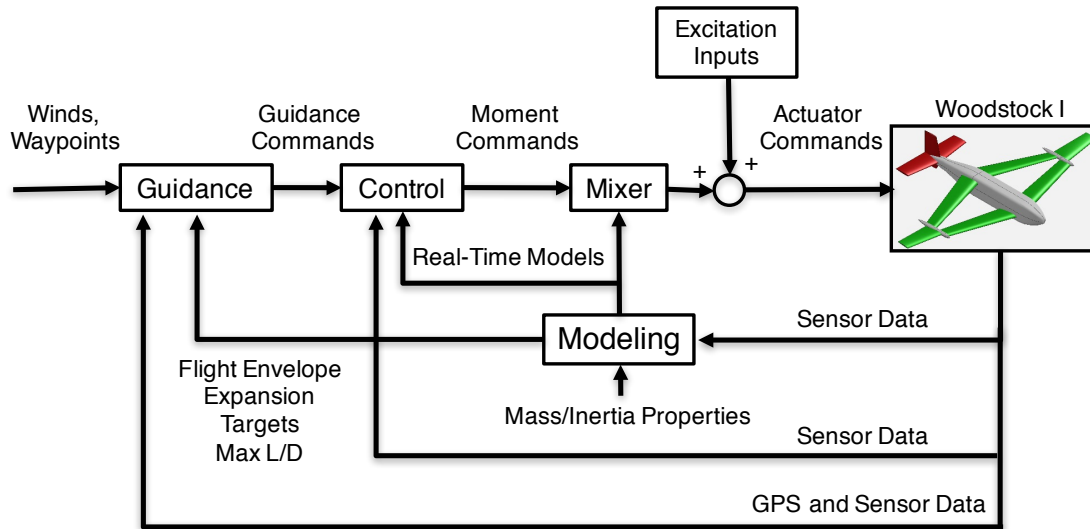 Excitation
Inputs
Winds,
Waypoints
Guidance
Commands
Moment
Commands
Actuator
Commands
Woodstock I
Guidance
Control
Mixer
+
+
Real-Time Models
Modeling
Sensor Data
Flight Envelope
Expansion
Targets
Max L/D
Mass/Inertia Properties
Sensor Data
GPS and Sensor Data